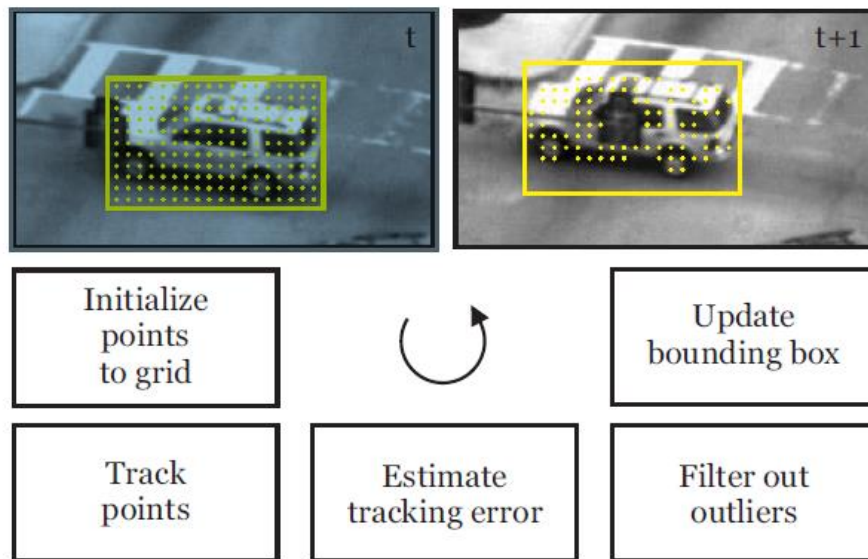 t
t+1
Initialize
points
to grid
Update
bounding box
Track
points
Estimate
tracking error
Filter out
outliers